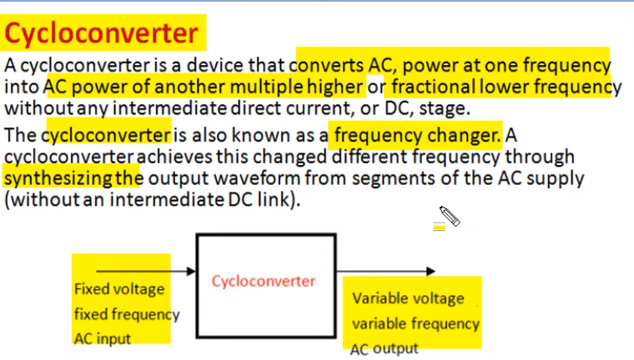 Cycloconverter
A cycloconverter is a device that converts AC, power at one frequency
into AC power of another multiple higher or fractional lower frequency
without any intermediate direct current, or DC, stage.
The cycloconverter is also known as a frequency changer. A
cycloconverter achieves this changed different frequency through
synthesizing the output waveform from segments of the AC supply
(without an intermediate DC link).
Fixed voltage
fixed frequency
AC input
Cycloconverter
Variable voltage
variable frequency
AC output